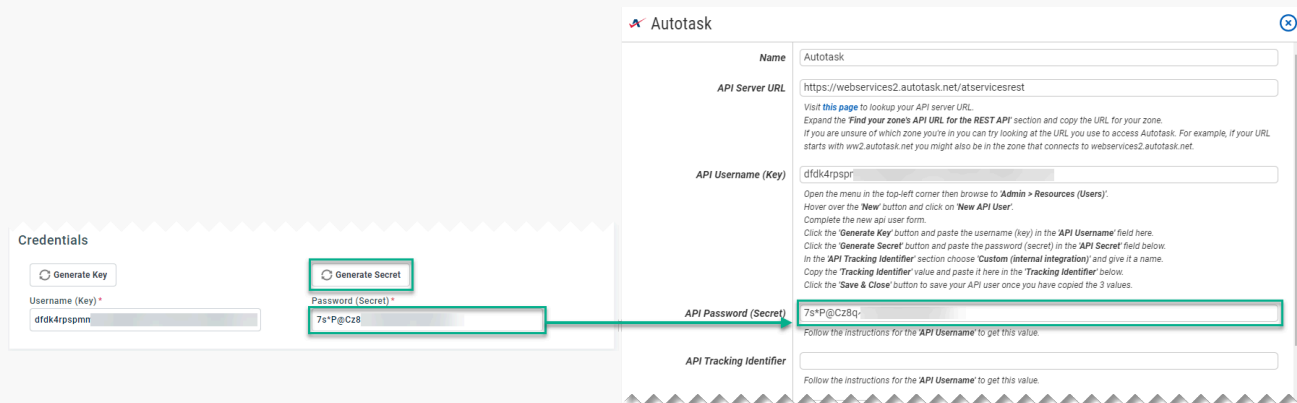 Credentials
Generate Key
Generate Secret
Username (Key) *
Password (Secret) *
dfdk4rpspmn
7s*P@Cz8
Autotask
Name
Autotask
API Server URL
https://webservices2.autotask.net/atservicesrest
Visit this page to lookup your API server URL.
Expand the 'Find your zone's API URL for the REST API' section and copy the URL for your zone.
If you are unsure of which zone you're in you can try looking at the URL you use to access Autotask. For example, if your URL
starts with ww2.autotask.net you might also be in the zone that connects to webservices2.autotask.net.
API Username (Key)
dfdk4rpspr
Open the menu in the top-left corner then browse to 'Admin > Resources (Users)'.
Hover over the 'New' button and click on 'New API User'.
Complete the new api user form.
Click the 'Generate Key' button and paste the username (key) in the 'API Username' field here.
Click the 'Generate Secret' button and paste the password (secret) in the 'API Secret' field below.
In the 'API Tracking Identifier' section choose 'Custom (internal integration)' and give it a name.
Copy the 'Tracking Identifier' value and paste it here in the 'Tracking Identifier' below.
Click the 'Save & Close' button to save your API user once you have copied the 3 values.
API Password (Secret)
7s*P@Cz8q
Follow the instructions for the 'API Username' to get this value.
API Tracking Identifier
Follow the instructions for the 'API Username' to get this value.